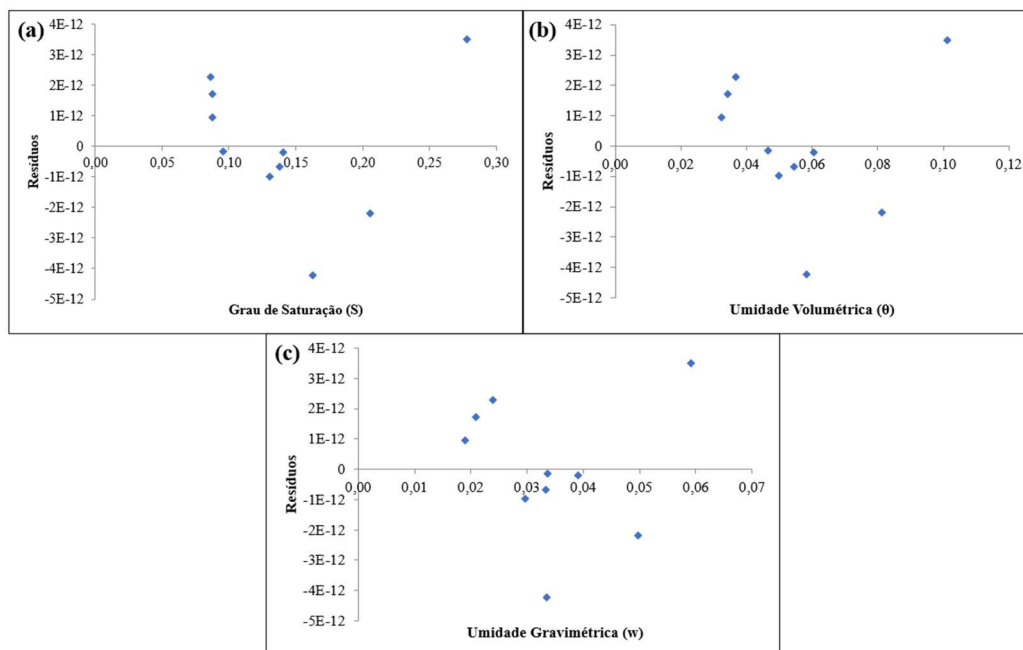 (a)
4E-12
3E-12
2E-12
1E-12
0
-1E-12
-2E-12
-3E-12
-4E-12
-5E-12
Resíduos
0,00 0,05 0,10 0,15 0,20 0,25 0,30
Grau de Saturação (S)
(b)
4E-12
3E-12
2E-12
1E-12
0
-1E-12
-2E-12
-3E-12
-4E-12
-5E-12
Resíduos
0,00 0,02 0,04 0,06 0,08 0,10 0,12
Umidade Volumétrica (θ)
(c)
4E-12
3E-12
2E-12
1E-12
0
-1E-12
-2E-12
-3E-12
-4E-12
-5E-12
Resíduos
0,00 0,01 0,02 0,03 0,04 0,05 0,06 0,07
Umidade Gravimétrica (w)